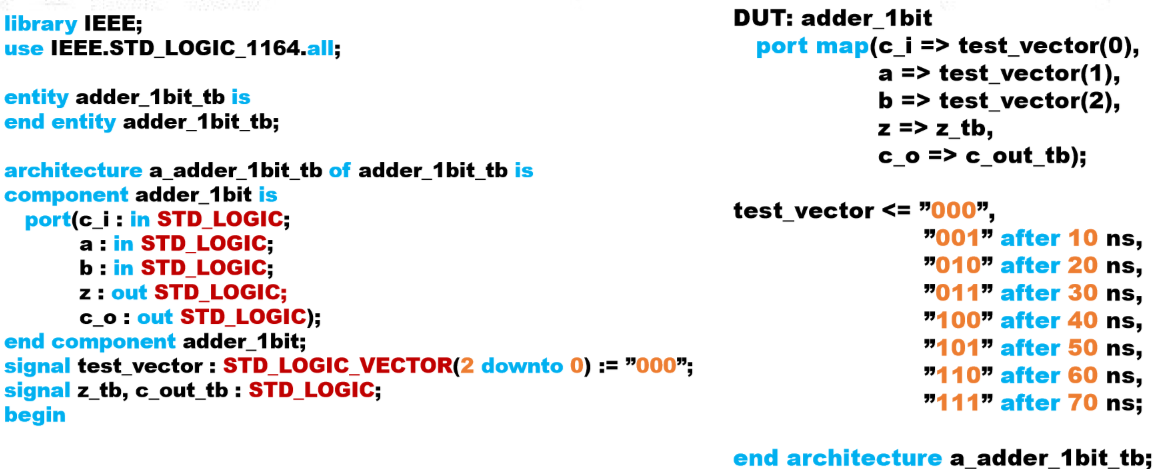 library IEEE;
use IEEE.STD_LOGIC_1164.all;
entity adder_1bit_tb is
end entity adder_1bit_tb;
architecture a_adder_1bit_tb of adder_1bit_tb is
component adder_1bit is
port(c_i : in STD_LOGIC;
a : in STD_LOGIC;
b : in STD_LOGIC;
z : out STD_LOGIC;
c_o : out STD_LOGIC);
end component adder_1bit;
signal test_vector : STD_LOGIC_VECTOR(2 downto 0) := ”000”;
signal z_tb, c_out_tb : STD_LOGIC;
begin
DUT: adder_1bit
port map(c_i => test_vector(0),
a => test_vector(1),
b => test_vector(2),
z => z_tb,
c_o => c_out_tb);
test_vector <= ”000”,
”001” after 10 ns,
”010” after 20 ns,
”011” after 30 ns,
”100” after 40 ns,
”101” after 50 ns,
”110” after 60 ns,
”111” after 70 ns;
end architecture a_adder_1bit_tb;